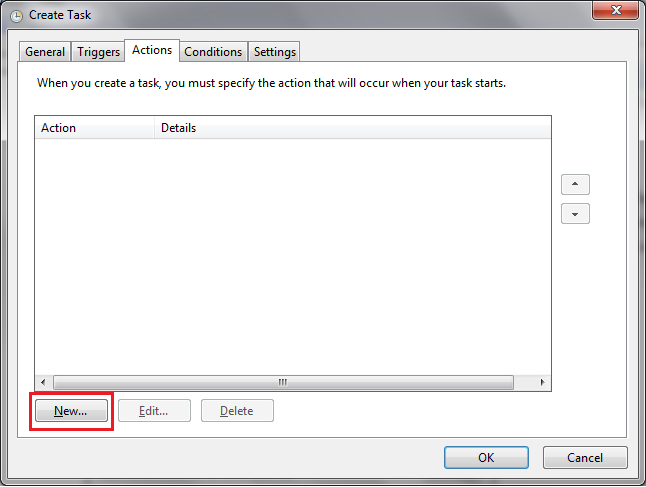 Create Task
General Triggers Actions Conditions Settings
When you create a task, you must specify the action that will occur when your task starts.
Action Details
New... Edit... Delete
OK Cancel